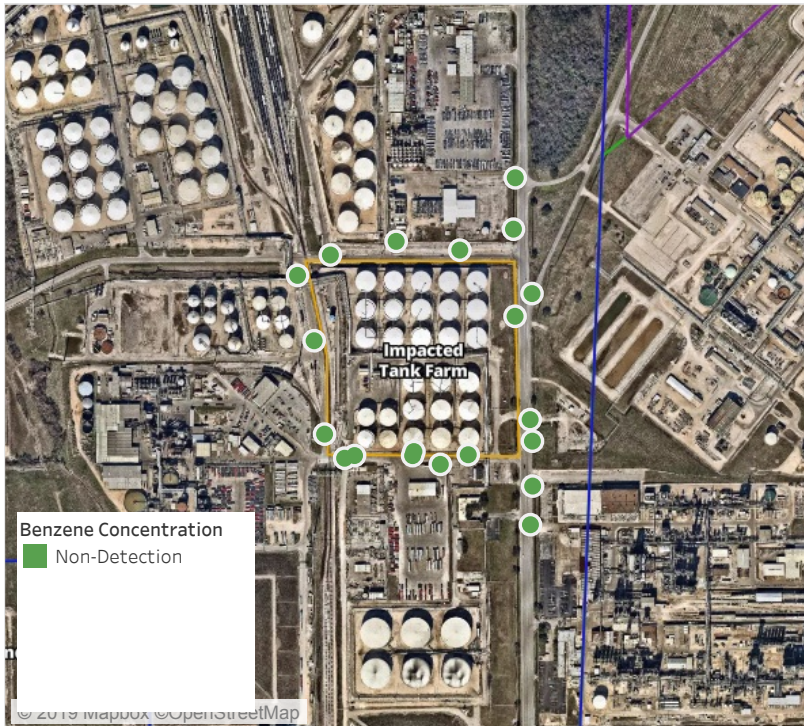 Impacted
Tank Farm
Benzene Concentration
Non-Detection
© 2019 Mapbox ©OpenStreetMap